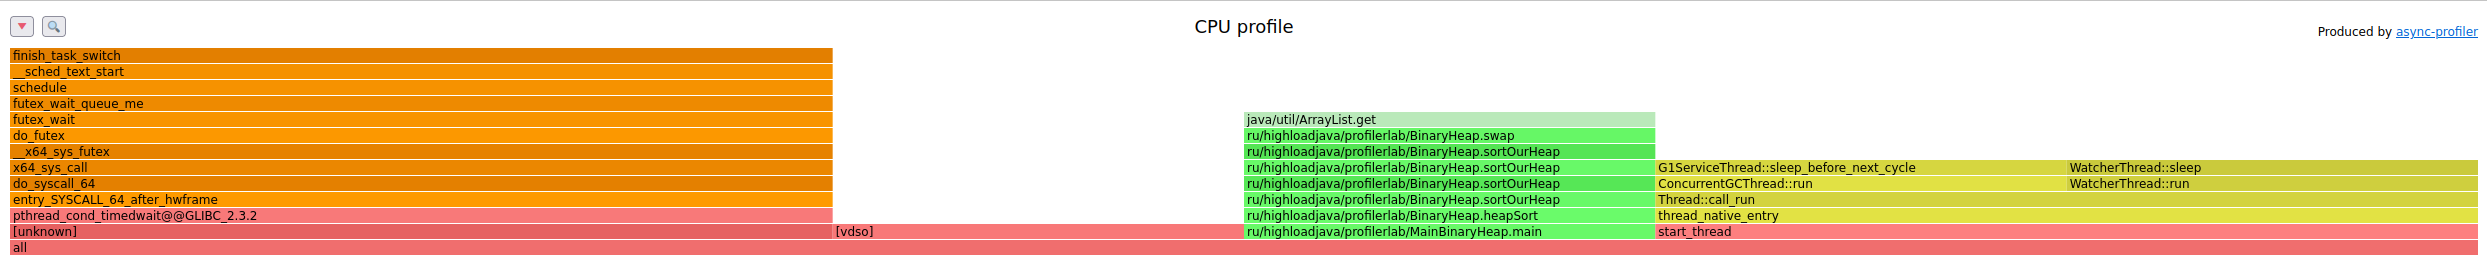 CPU profile
Produced by async-profiler
finish_task_switch
__sched_text_start
schedule
futex_wait_queue_me
futex_wait java/util/ArrayList.get
do_futex ru/highloadjava/profilerlab/BinaryHeap.swap
__x64_sys_futex ru/highloadjava/profilerlab/BinaryHeap.sortOurHeap
x64_sys_call ru/highloadjava/profilerlab/BinaryHeap.sortOurHeap G1ServiceThread::sleep_before_next_cycle WatcherThread::sleep
do_syscall_64 ru/highloadjava/profilerlab/BinaryHeap.sortOurHeap ConcurrentGCThread::run WatcherThread::run
entry_SYSCALL_64_after_hwframe ru/highloadjava/profilerlab/BinaryHeap.sortOurHeap Thread::call_run
pthread_cond_timedwait@@GLIBC_2.3.2 ru/highloadjava/profilerlab/BinaryHeap.heapSort thread_native_entry
[unknown] [vdso] ru/highloadjava/profilerlab/MainBinaryHeap.main start_thread
all